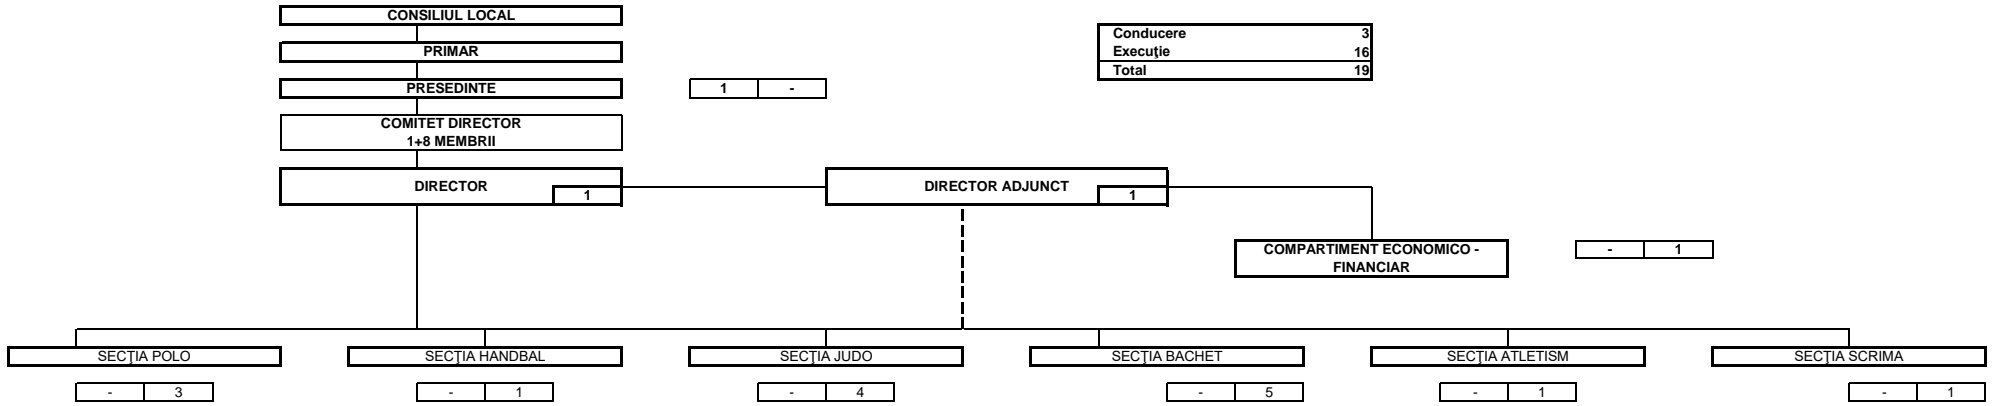 CONSILIUL LOCAL
PRIMAR
PRESEDINTE
1 -
COMITET DIRECTOR
1+8 MEMBRII
Conducere 3
Execuţie 16
Total 19
DIRECTOR
1
DIRECTOR ADJUNCT
1
COMPARTIMENT ECONOMICO -
FINANCIAR
- 1
SECŢIA POLO
SECŢIA HANDBAL
SECŢIA JUDO
SECŢIA BACHET
SECŢIA ATLETISM
SECŢIA SCRIMA
- 3
- 1
- 4
- 5
- 1
- 1